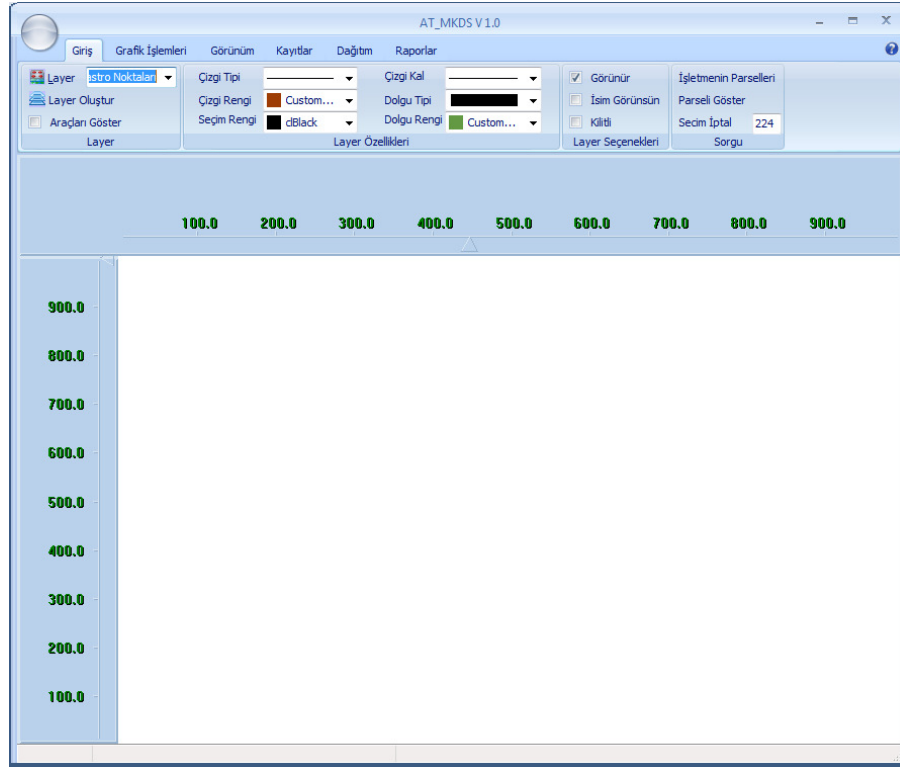 AT_MKDS V 1.0
Giriş Grafik İşlemleri Görünüm Kayıtlar Dağıtım Raporlar
Layer astro Noktaları Çizgi Tipi Çizgi Kal Görünür İşletmenin Parselleri
Layer Oluştur Çizgi Rengi Custom... Dolgu Tipi İsim Görünsün Parseli Göster
Araçları Göster Seçim Rengi clBlack Dolgu Rengi Custom... Kilitli Secim İptal 224
Layer Layer Özellikleri Layer Seçenekleri Sorgu
100.0 200.0 300.0 400.0 500.0 600.0 700.0 800.0 900.0
900.0
800.0
700.0
600.0
500.0
400.0
300.0
200.0
100.0